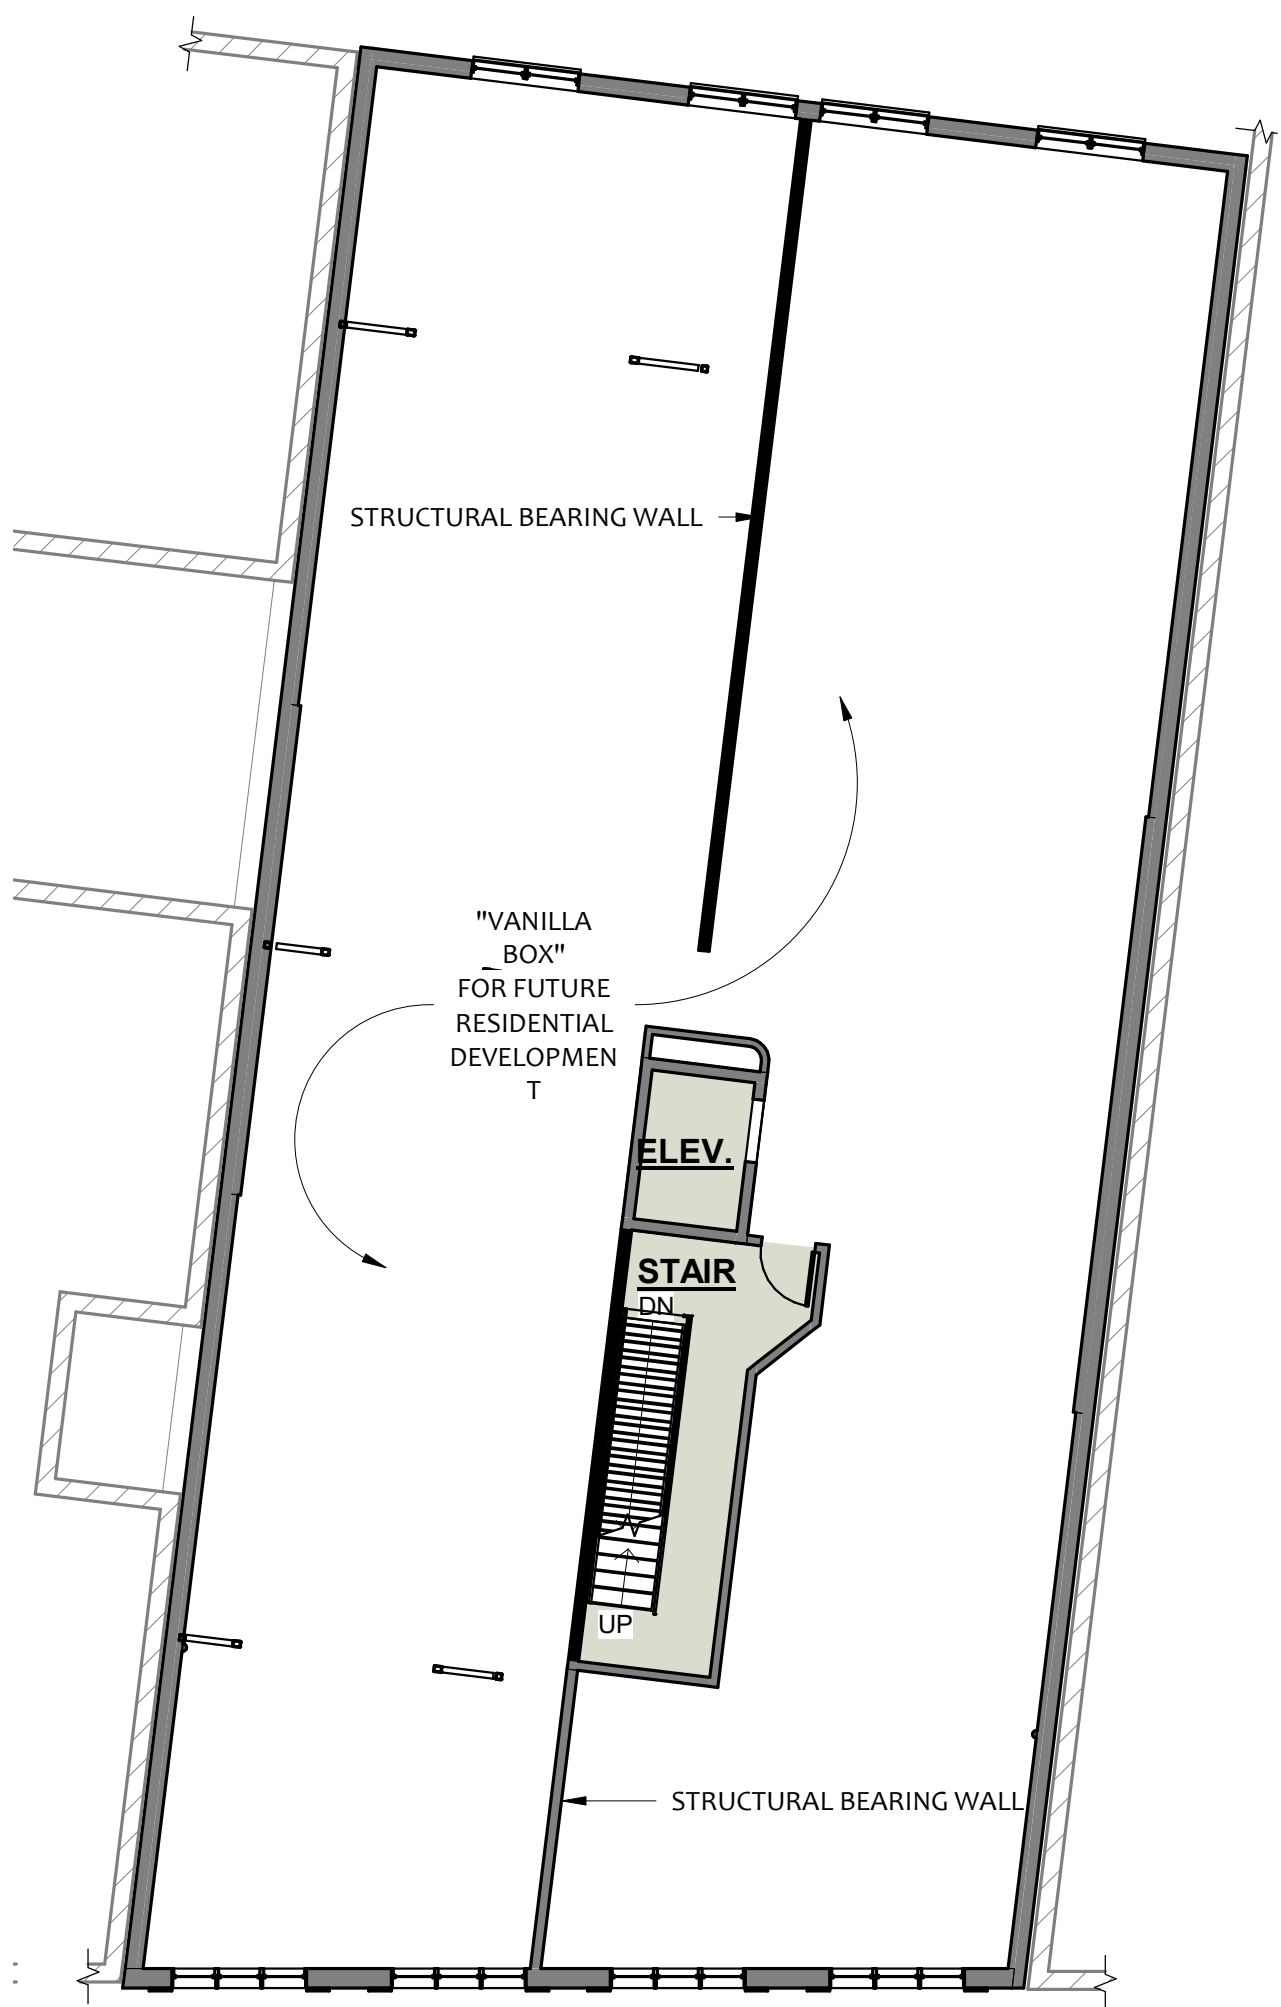 STRUCTURAL BEARING WALL
"VANILLA
BOX"
FOR FUTURE
RESIDENTIAL
DEVELOPMEN
T
ELEV.
STAIR
DN
UP
STRUCTURAL BEARING WALL